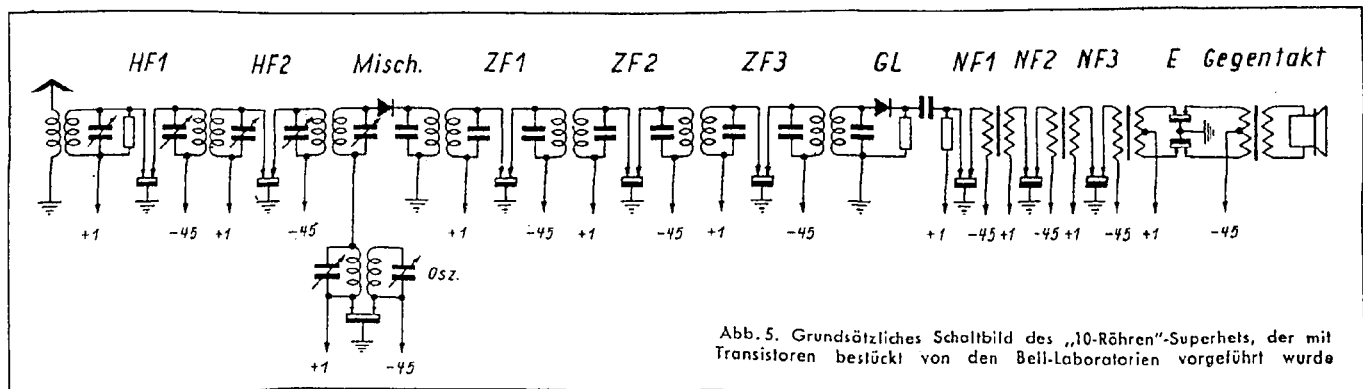 HF1 HF2 Misch. ZF1 ZF2 ZF3 GL NF1 NF2 NF3 E Gegentakt
+1 -45 +1 -45 +1 -45 +1 -45 +1 -45 +1 -45 +1 -45 +1 -45 +1 -45
Osz.
+1 -45
Abb. 5. Grundsätzliches Schaltbild des „10-Röhren"-Superhets, der mit
Transistoren bestückt von den Bell-Laboratorien vorgeführt wurde